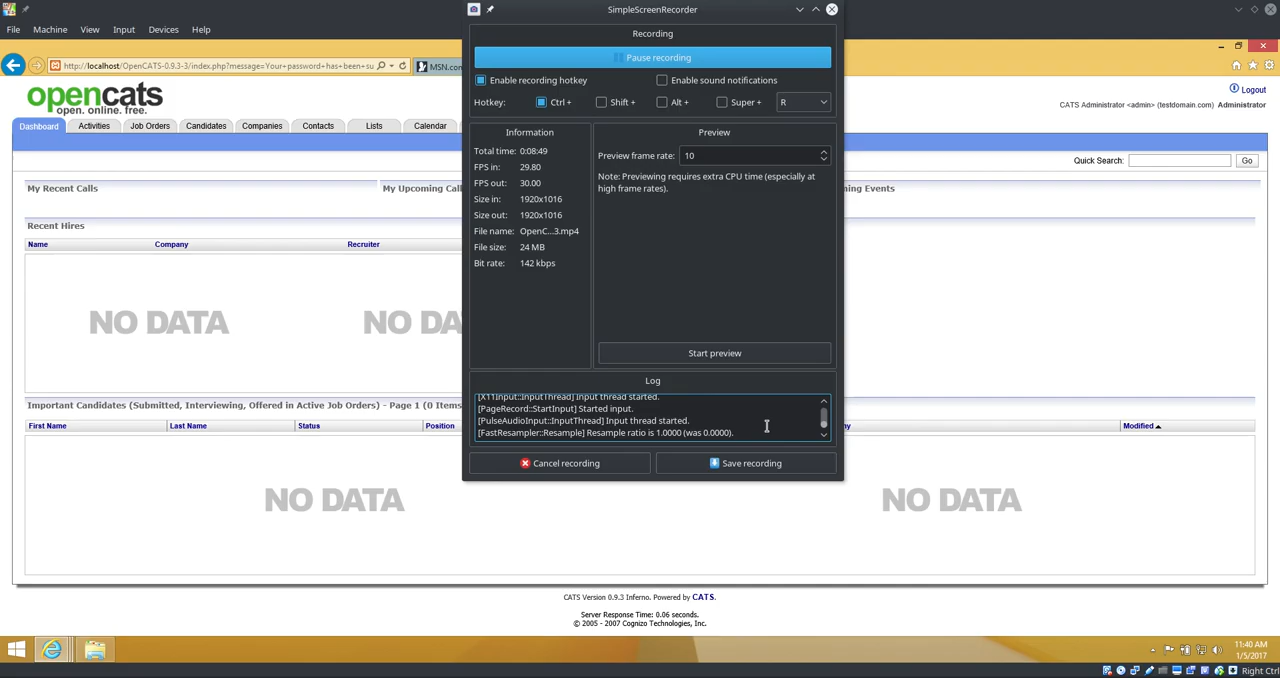 SimpleScreenRecorder
File Machine View Input Devices Help
Recording
Pause recording
http://localhost/OpenCATS-0.9.3-3/index.php?message=Your+password+has+been+su
MSN.con
Enable recording hotkey
Enable sound notifications
Hotkey: Ctrl + Shift + Alt + Super + R
opencats
open. online. free.
Logout
CATS Administrator <admin> (testdomain.com) Administrator
Dashboard Activities Job Orders Candidates Companies Contacts Lists Calendar
Quick Search: Go
Information
Total time: 0:08:49
FPS in: 29.80
FPS out: 30.00
Size in: 1920x1016
Size out: 1920x1016
File name: OpenC...3.mp4
File size: 24 MB
Bit rate: 142 kbps
Preview
Preview frame rate: 10
Note: Previewing requires extra CPU time (especially at
high frame rates).
Start preview
My Recent Calls
My Upcoming Call
ming Events
Recent Hires
Name Company Recruiter
NO DATA
NO DA
Log
[X11Input::InputThread] Input thread started.
[PageRecord::StartInput] Started input.
[PulseAudioInput::InputThread] Input thread started.
[FastResampler::Resample] Resample ratio is 1.0000 (was 0.0000).
Cancel recording
Save recording
Important Candidates (Submitted, Interviewing, Offered in Active Job Orders) - Page 1 (0 Items
First Name Last Name Status Position
Modified
NO DATA
NO DATA
CATS Version 0.9.3 Inferno. Powered by CATS.
Server Response Time: 0.06 seconds.
© 2005 - 2007 Cognizo Technologies, Inc.
11:40 AM
1/5/2017
Right Ctrl